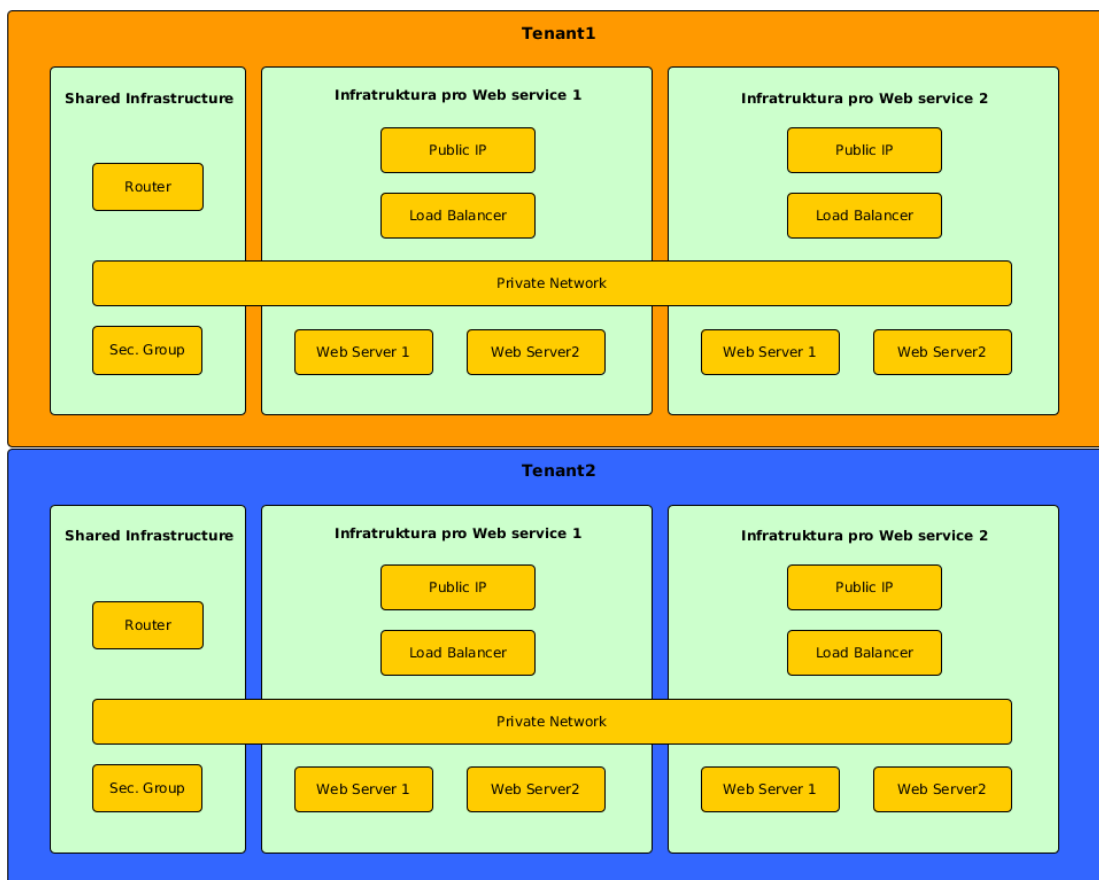 Tenant1
Shared Infrastructure
Infratruktura pro Web service 1
Infratruktura pro Web service 2
Public IP
Public IP
Router
Load Balancer
Load Balancer
Private Network
Sec. Group
Web Server 1
Web Server2
Web Server 1
Web Server2
Tenant2
Shared Infrastructure
Infratruktura pro Web service 1
Infratruktura pro Web service 2
Public IP
Public IP
Router
Load Balancer
Load Balancer
Private Network
Sec. Group
Web Server 1
Web Server2
Web Server 1
Web Server2